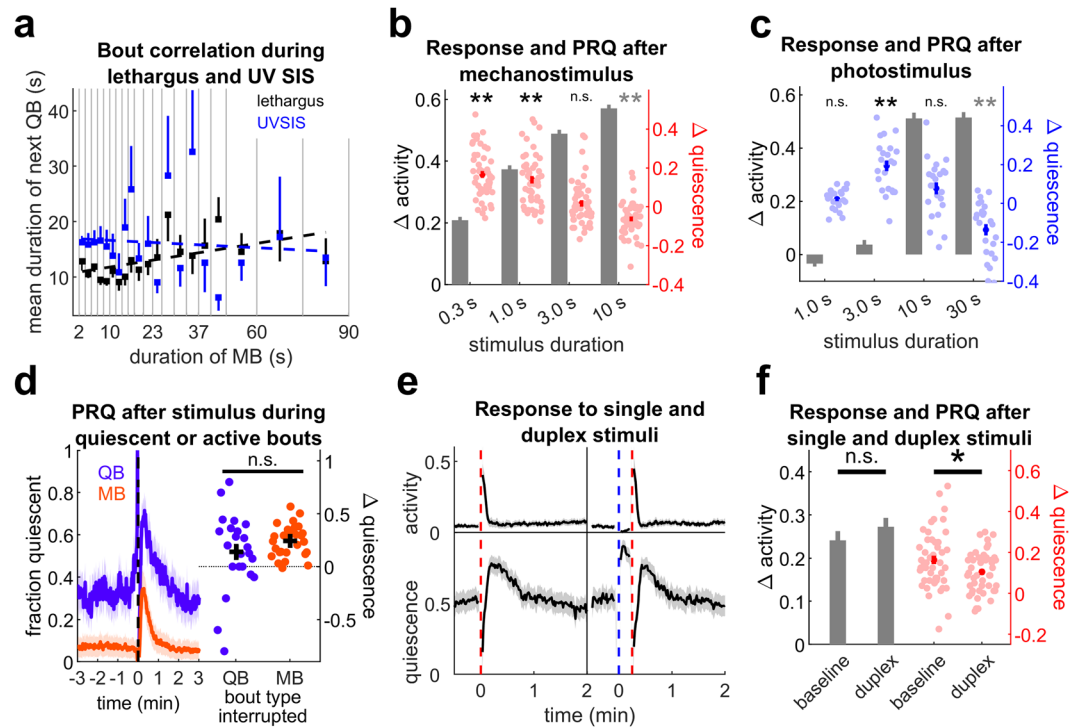 a
Bout correlation during
lethargus and UV SIS
mean duration of next QB (s)
40
30
20
10
lethargus
UVSIS
2 10 23 37 60 90
duration of MB (s)
b
Response and PRQ after
mechanostimulus
Δ activity
0.6
0.4
0.2
0
** ** n.s. **
0.4
0.2
0
-0.2
-0.4
Δ quiescence
0.3 s 1.0 s 3.0 s 10 s
stimulus duration
c
Response and PRQ after
photostimulus
Δ activity
0.6
0.4
0.2
0
n.s. ** n.s. **
0.4
0.2
0
-0.2
-0.4
Δ quiescence
1.0 s 3.0 s 10 s 30 s
stimulus duration
d
PRQ after stimulus during
quiescent or active bouts
fraction quiescent
1
0.8
0.6
0.4
0.2
0
QB
MB
n.s.
1
0.5
0
-0.5
Δ quiescence
-3 -2 -1 0 1 2 3
time (min)
QB MB
bout type
interrupted
e
Response to single and
duplex stimuli
activity
0.5
0
quiescence
0.5
0
0 2 0 2
time (min)
f
Response and PRQ after
single and duplex stimuli
n.s. *
Δ activity
0.4
0.3
0.2
0.1
0
0.6
0.4
0.2
0
-0.2
Δ quiescence
baseline duplex baseline duplex